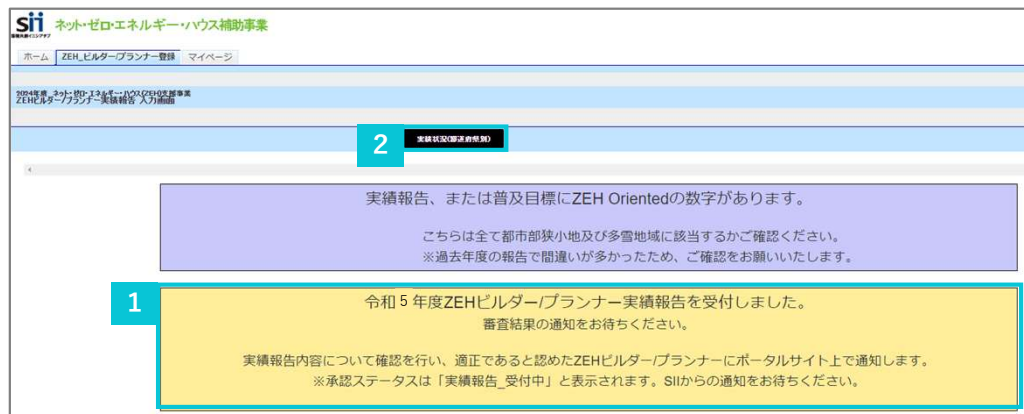 sii ネット・ゼロ・エネルギー・ハウス補助事業
ホーム ZEH_ビルダー/プランナー登録 マイページ
2024年度_ネット・ゼロ・エネルギー・ハウス(ZEH)支援事業
ZEHビルダー/プランナー実績報告 入力画面
2 実績状況(都道府県別)
実績報告、または普及目標にZEH Orientedの数字があります。
こちらは全て都市部狭小地及び多雪地域に該当するかご確認ください。
※過去年度の報告で間違いが多かったため、ご確認をお願いいたします。
1
令和5年度ZEHビルダー/プランナー実績報告を受付しました。
審査結果の通知をお待ちください。
実績報告内容について確認を行い、適正であると認めたZEHビルダー/プランナーにポータルサイト上で通知します。
※承認ステータスは「実績報告_受付中」と表示されます。SIIからの通知をお待ちください。